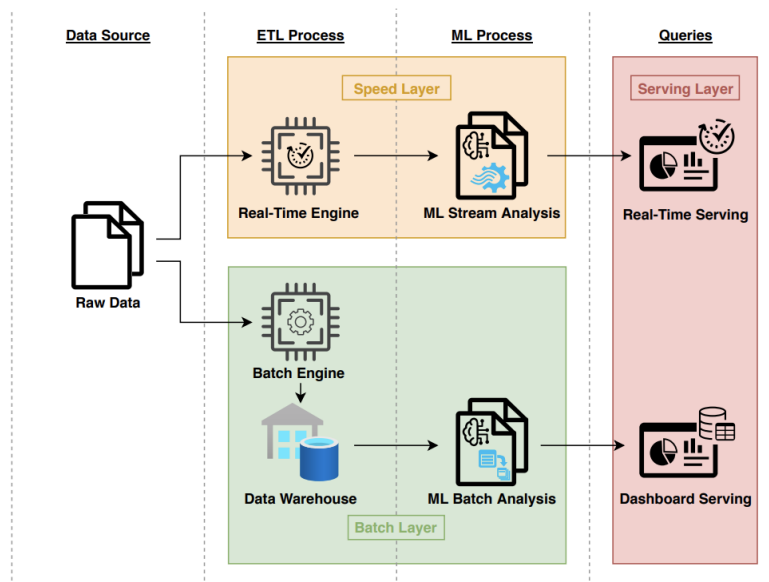 Data Source
ETL Process
ML Process
Queries
Speed Layer
Serving Layer
Real-Time Engine
ML Stream Analysis
Real-Time Serving
Raw Data
Batch Engine
Data Warehouse
ML Batch Analysis
Dashboard Serving
Batch Layer